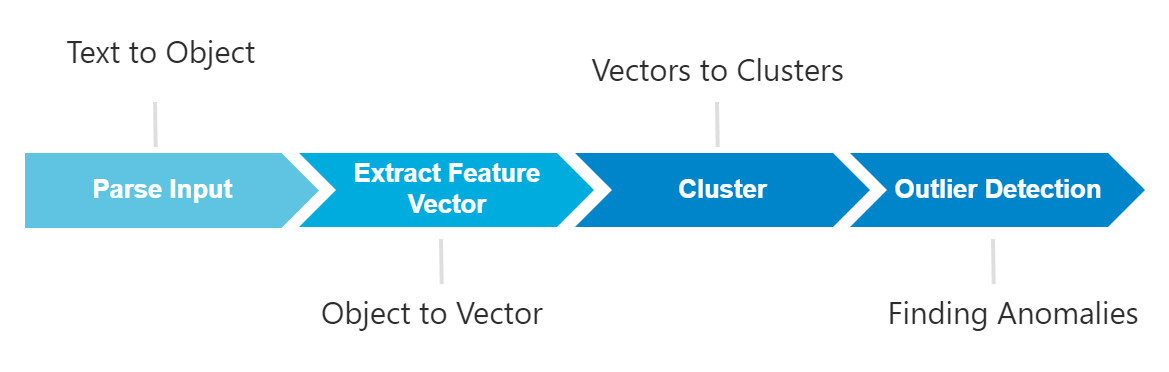 Text to Object
Vectors to Clusters
Parse Input
Extract Feature
Vector
Cluster
Outlier Detection
Object to Vector
Finding Anomalies